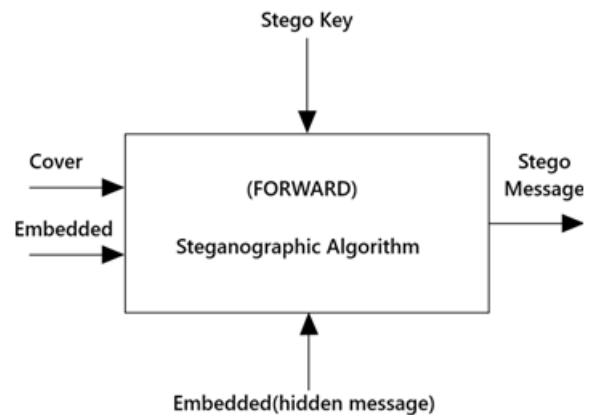 Stego Key
Cover
(FORWARD)
Stego
Message
Embedded
Steganographic Algorithm
Embedded(hidden message)